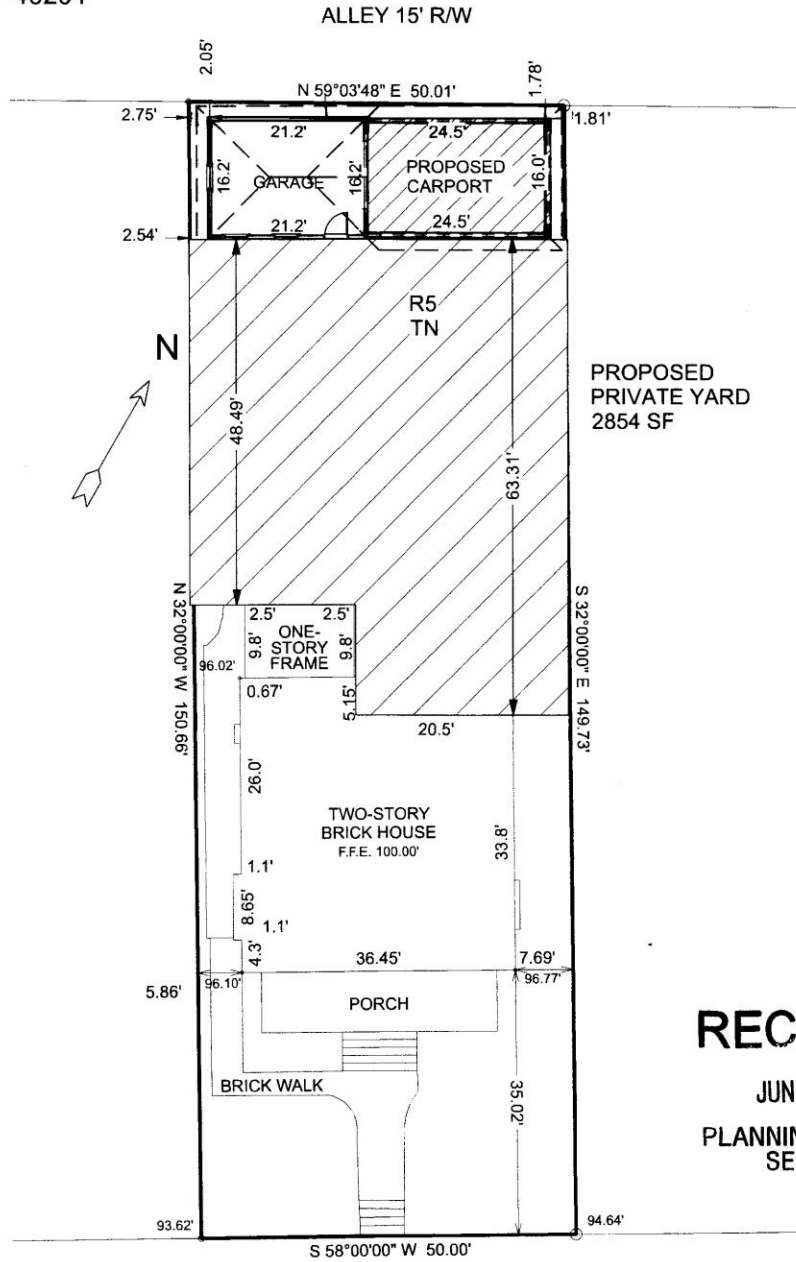 ALLEY 15' R/W
2.05'
N 59°03'48" E 50.01'
1.78'
2.75'
1.81'
21.2'
24.5'
16.2'
GARAGE
16.2'
PROPOSED
CARPORT
16.0'
21.2'
24.5'
2.54'
R5
TN
N
PROPOSED
PRIVATE YARD
2854 SF
48.49'
63.31'
N 32°00'00" W 150.66'
S 32°00'00" E 149.73'
2.5'
2.5'
9.8'
ONE-
STORY
FRAME
9.8'
96.02'
0.67'
5.15'
20.5'
26.0'
TWO-STORY
BRICK HOUSE
F.F.E. 100.00'
33.8'
1.1'
8.65'
1.1'
4.3'
36.45'
7.69'
5.86'
96.10'
96.77'
PORCH
REC
BRICK WALK
JUN
35.02'
PLANNIN
SE
93.62'
94.64'
S 58°00'00" W 50.00'